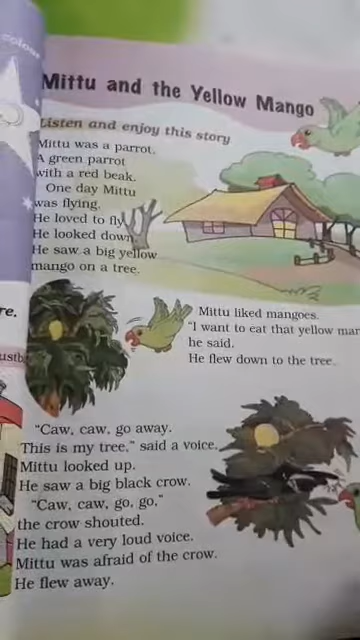 colour
Mittu and the Yellow Mango
Listen and enjoy this story
Mittu was a parrot.
A green parrot
with a red beak.
One day Mittu
was flying.
He loved to fly.
He looked down.
He saw a big yellow
mango on a tree.
re.
Mittu liked mangoes.
"I want to eat that yellow man
he said.
He flew down to the tree.
ustb
"Caw, caw, go away.
This is my tree," said a voice.
Mittu looked up.
He saw a big black crow.
"Caw, caw, go, go,"
the crow shouted.
He had a very loud voice.
Mittu was afraid of the crow.
He flew away.